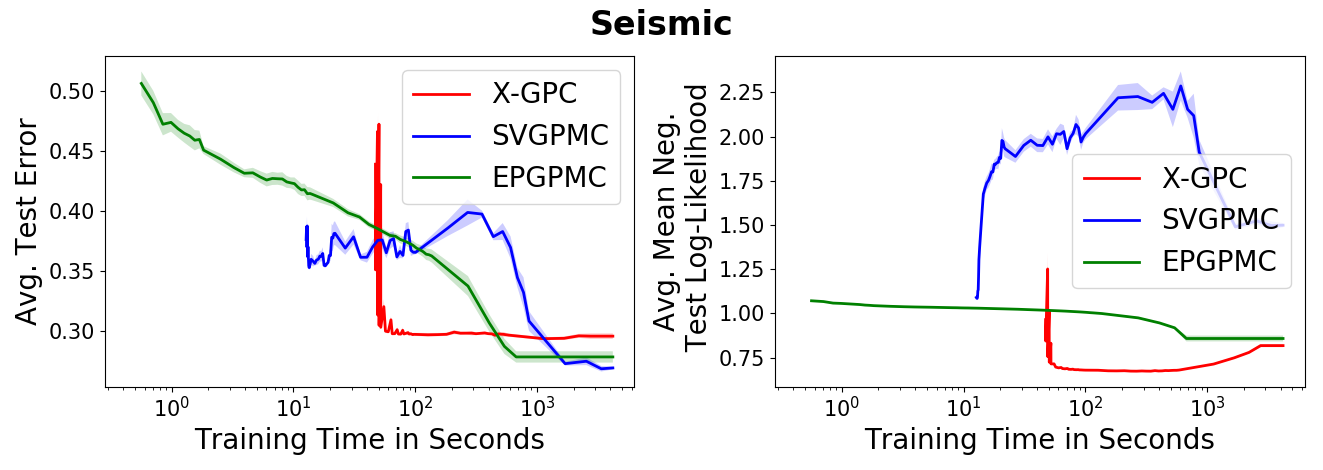 Seismic
Avg. Test Error
0.50
0.45
0.40
0.35
0.30
X-GPC
SVGPMC
EPGPMC
10^0 10^1 10^2 10^3
Training Time in Seconds
Avg. Mean Neg.
Test Log-Likelihood
2.25
2.00
1.75
1.50
1.25
1.00
0.75
X-GPC
SVGPMC
EPGPMC
10^0 10^1 10^2 10^3
Training Time in Seconds